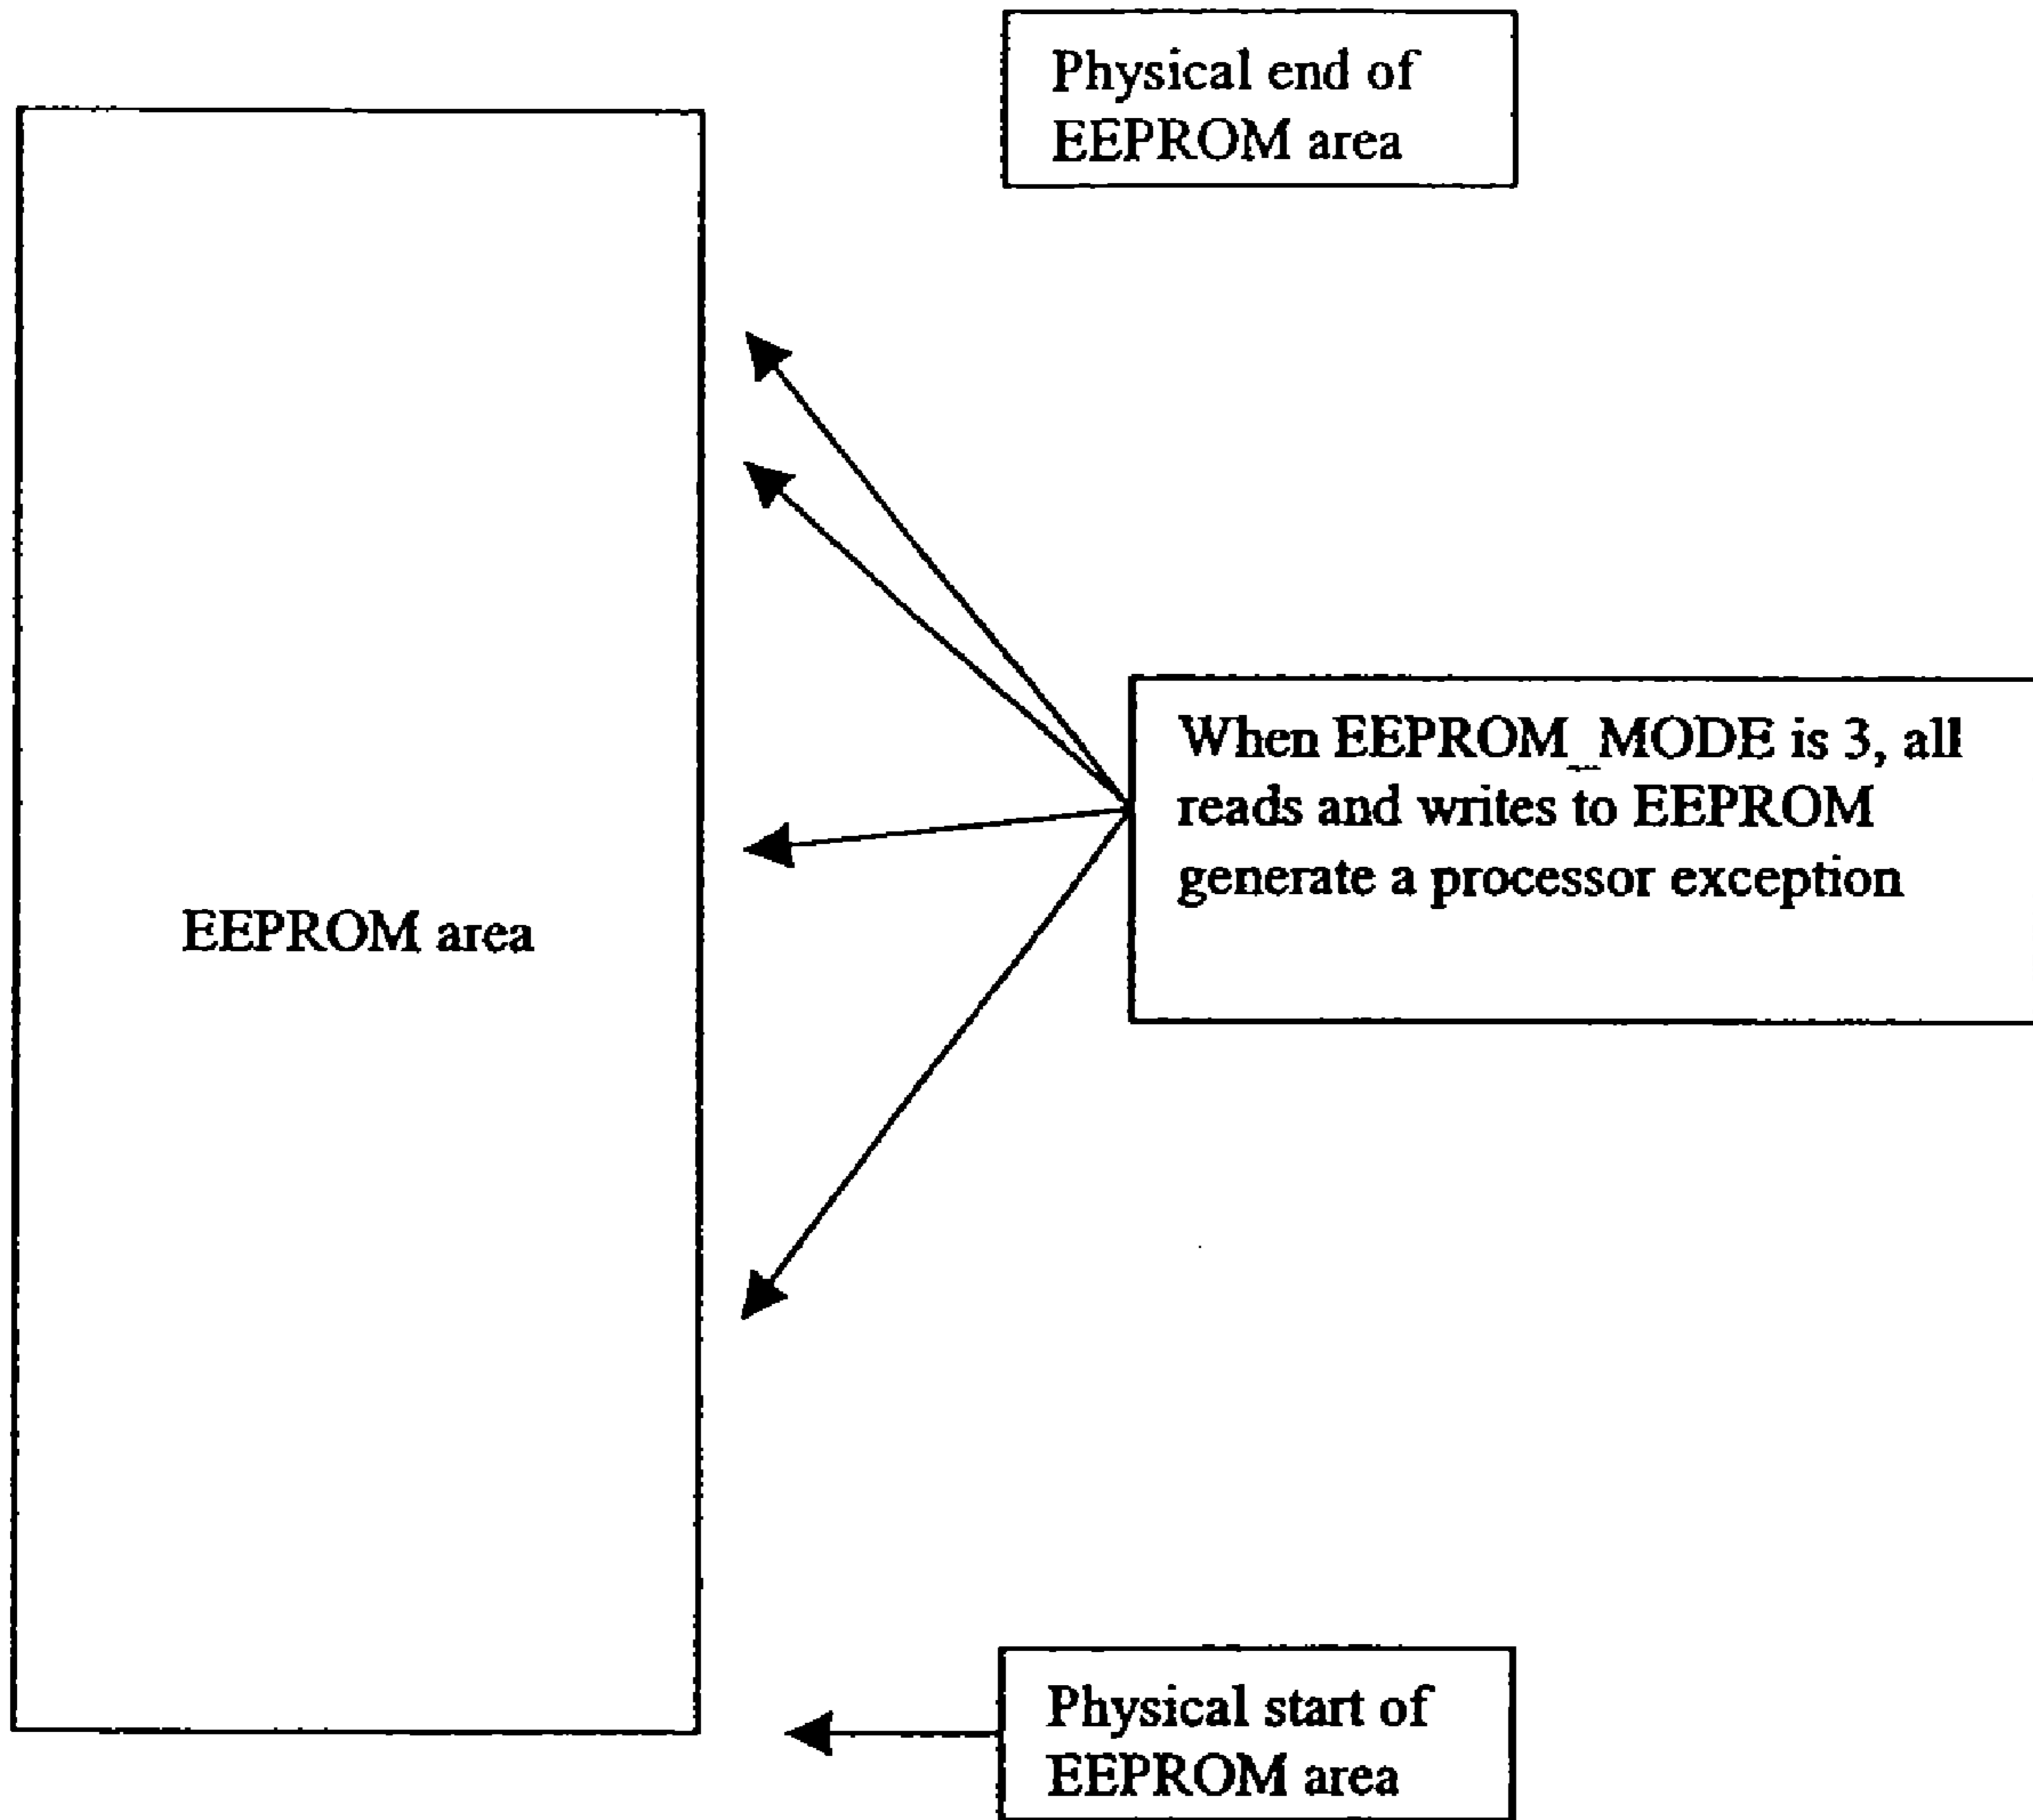 Physical end of
EEPROM area
When EEPROM_MODE is 3, all
reads and writes to EEPROM
generate a processor exception
EEPROM area
Physical start of
EEPROM area